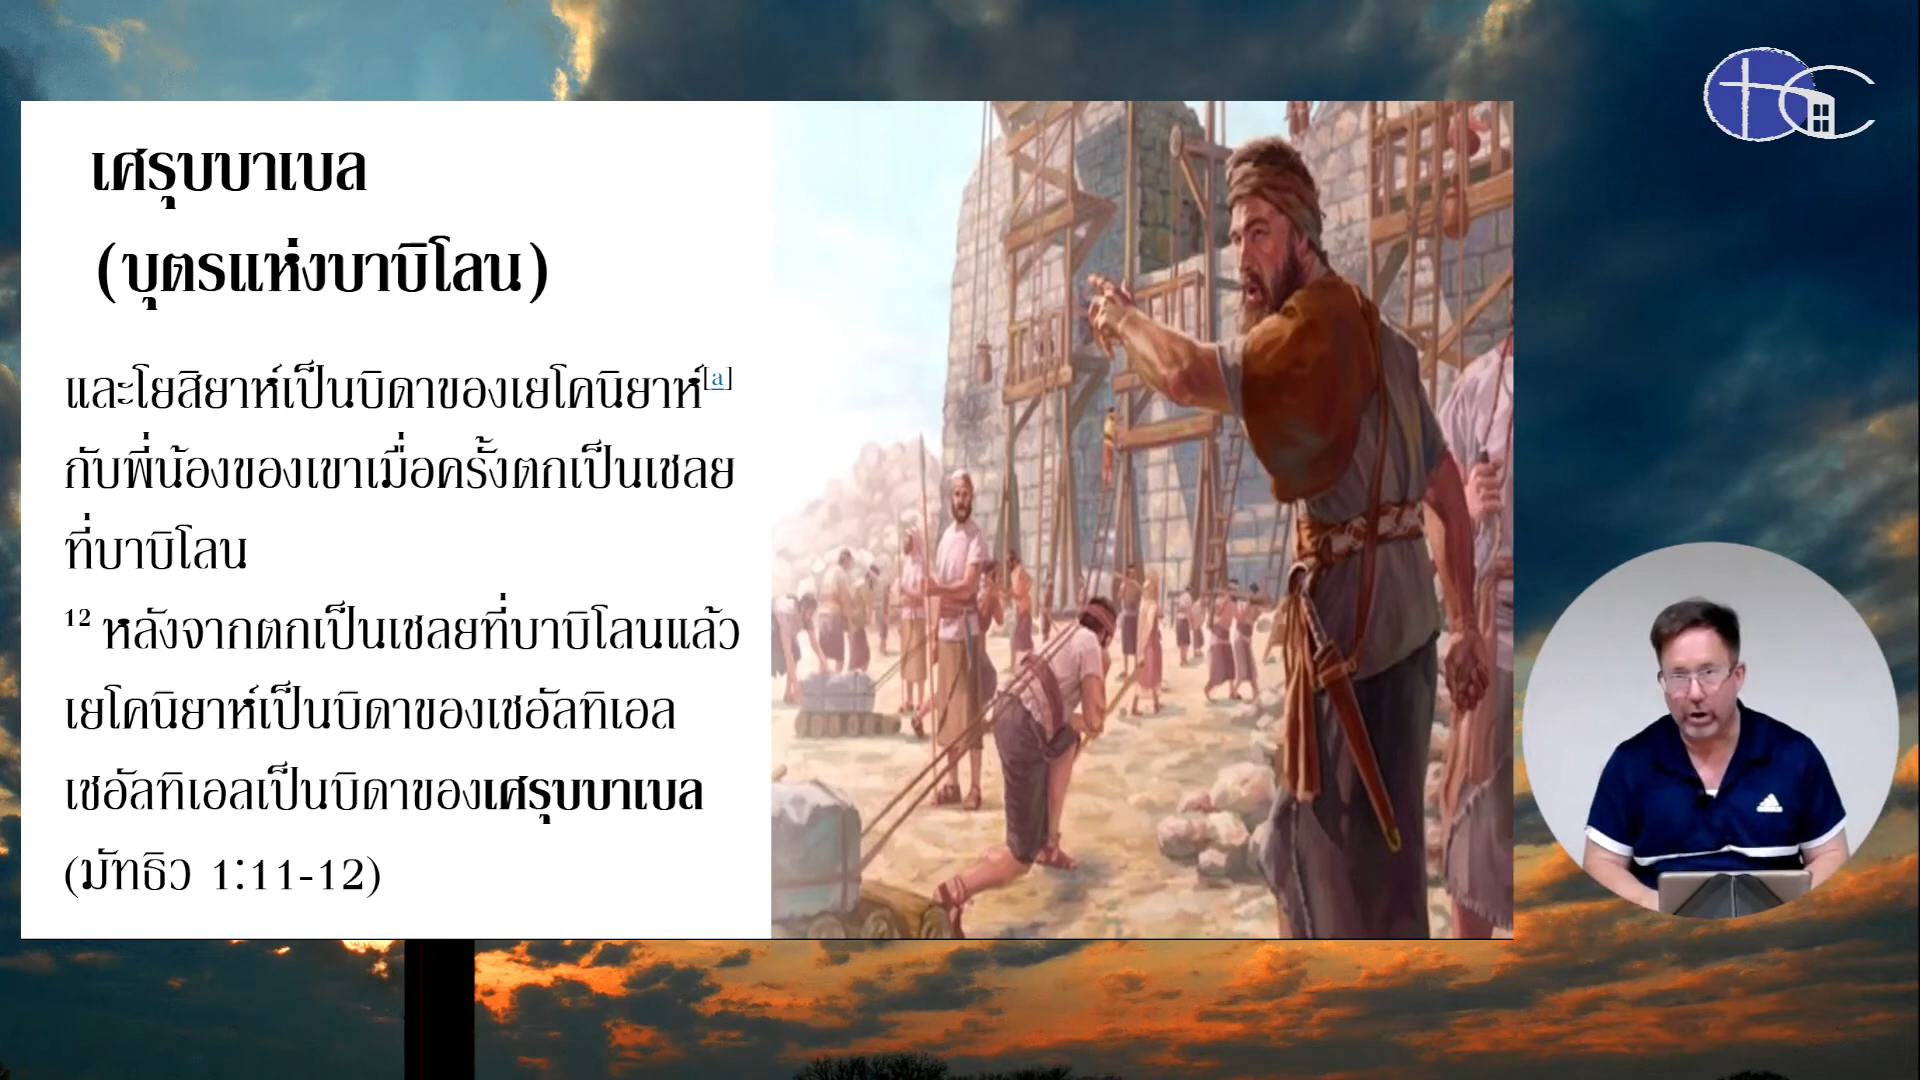 เศรุบบาเบล
(บุตรแห่งบาบิโลน)
และโยสิยาห์เป็นบิดาของเยโคนิยาห์[a]
กับพี่น้องของเขาเมื่อครั้งตกเป็นเชลย
ที่บาบิโลน
12 หลังจากตกเป็นเชลยที่บาบิโลนแล้ว
เยโคนิยาห์เป็นบิดาของเชอัลทิเอล
เชอัลทิเอลเป็นบิดาของเศรุบบาเบล
(มัทธิว 1:11-12)